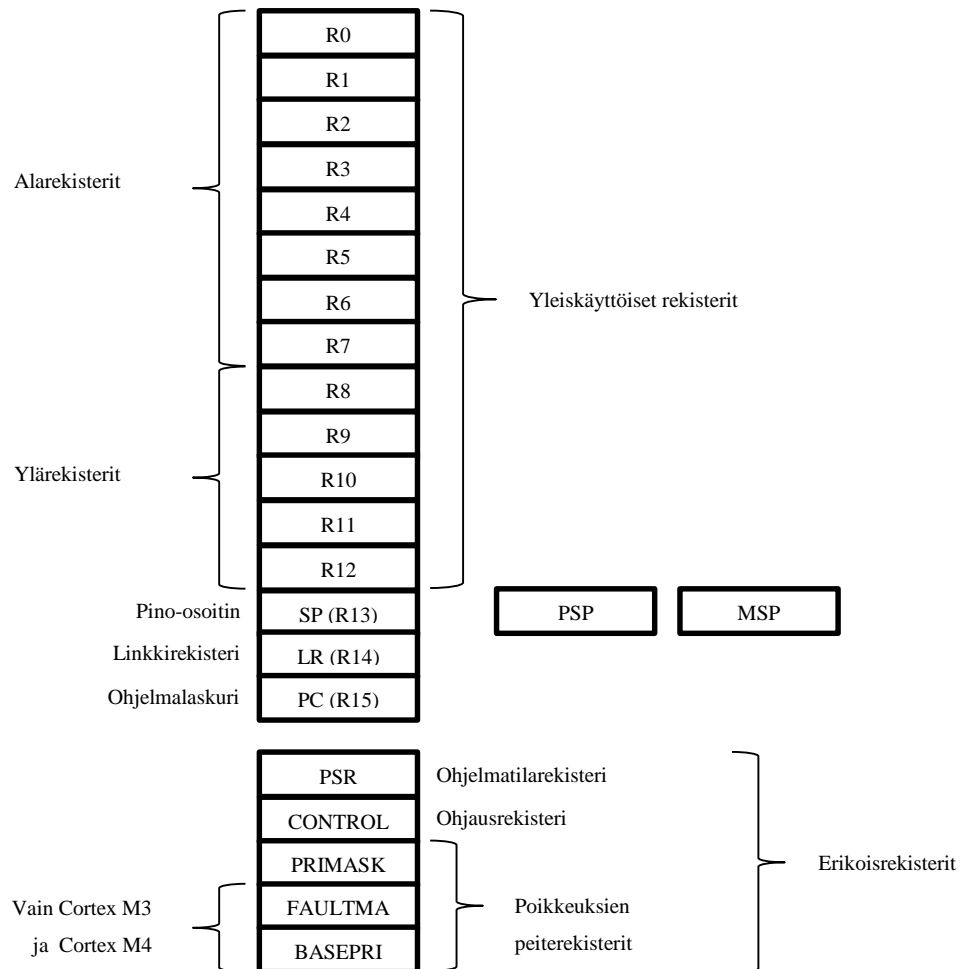 R0
R1
R2
R3
Alarekisterit
R4
R5
R6
Yleiskäyttöiset rekisterit
R7
R8
R9
Ylärekisterit
R10
R11
R12
Pino-osoitin
SP (R13)
PSP
MSP
Linkkirekisteri
LR (R14)
Ohjelmalaskuri
PC (R15)
PSR
Ohjelmatilarekisteri
CONTROL
Ohjausrekisteri
PRIMASK
Erikoisrekisterit
Vain Cortex M3
ja Cortex M4
FAULTMA
BASEPRI
Poikkeuksien
peiterekisterit